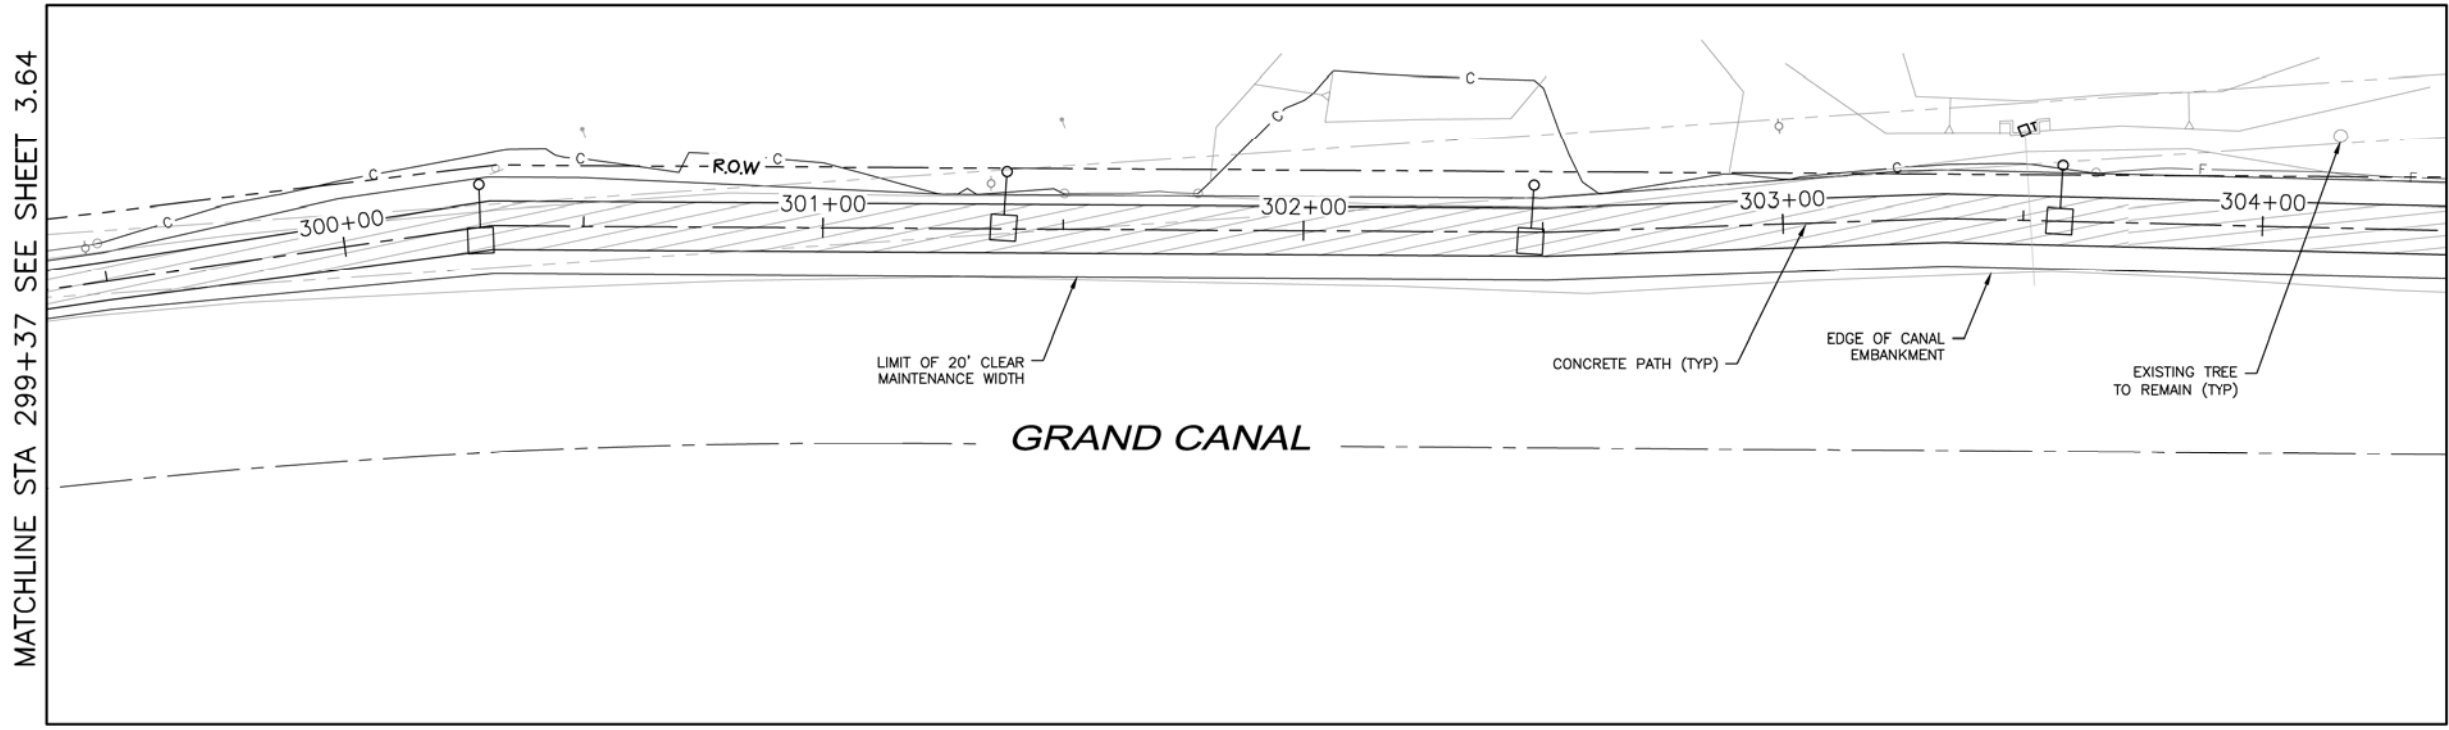 MATCHLINE STA 299+37 SEE SHEET 3.64
C
C
C
C
C
C
C
R.O.W
T
F
F
300+00
301+00
302+00
303+00
304+00
LIMIT OF 20' CLEAR
MAINTENANCE WIDTH
CONCRETE PATH (TYP)
EDGE OF CANAL
EMBANKMENT
EXISTING TREE
TO REMAIN (TYP)
GRAND CANAL